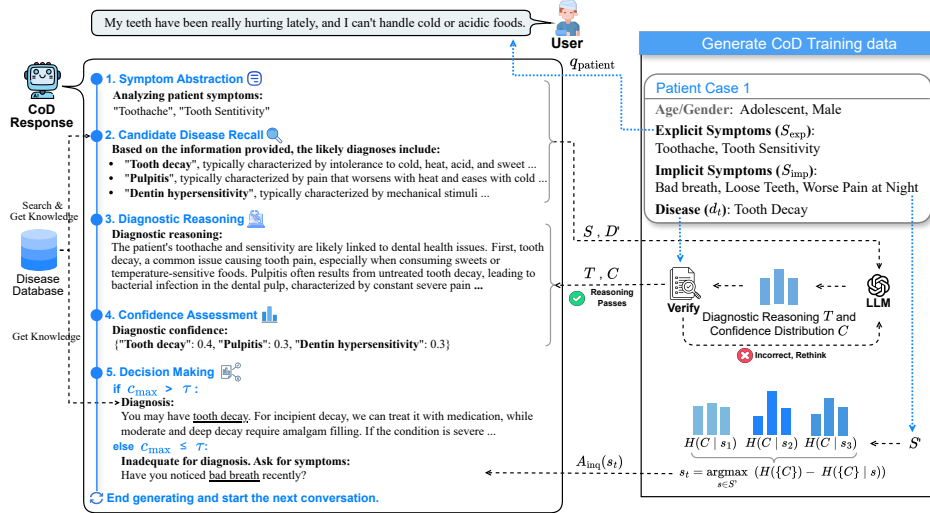 My teeth have been really hurting lately, and I can't handle cold or acidic foods.
User
q_patient
CoD
Response
1. Symptom Abstraction
Analyzing patient symptoms:
"Toothache", "Tooth Sentitivity"
2. Candidate Disease Recall
Based on the information provided, the likely diagnoses include:
• "Tooth decay", typically characterized by intolerance to cold, heat, acid, and sweet ...
• "Pulpitis", typically characterized by pain that worsens with heat and eases with cold ...
• "Dentin hypersensitivity", typically characterized by mechanical stimuli ...
Search &
Get Knowledge
Disease
Database
Get Knowledge
3. Diagnostic Reasoning
Diagnostic reasoning:
The patient's toothache and sensitivity are likely linked to dental health issues. First, tooth
decay, a common issue causing tooth pain, especially when consuming sweets or
temperature-sensitive foods. Pulpitis often results from untreated tooth decay, leading to
bacterial infection in the dental pulp, characterized by constant severe pain ...
4. Confidence Assessment
Diagnostic confidence:
{"Tooth decay": 0.4, "Pulpitis": 0.3, "Dentin hypersensitivity": 0.3}
5. Decision Making
if c_max > τ :
Diagnosis:
You may have tooth decay. For incipient decay, we can treat it with medication, while
moderate and deep decay require amalgam filling. If the condition is severe ...
else c_max ≤ τ:
Inadequate for diagnosis. Ask for symptoms:
Have you noticed bad breath recently?
End generating and start the next conversation.
S , D'
T , C
Reasoning
Passes
A_inq(s_t)
Generate CoD Training data
Patient Case 1
Age/Gender: Adolescent, Male
Explicit Symptoms (S_exp):
Toothache, Tooth Sensitivity
Implicit Symptoms (S_imp):
Bad breath, Loose Teeth, Worse Pain at Night
Disease (d_t): Tooth Decay
Verify
LLM
Diagnostic Reasoning T and
Confidence Distribution C
Incorrect, Rethink
H(C | s_1) H(C | s_2) H(C | s_3)
S'
s_t = argmax (H({C}) − H({C} | s))
s∈S'